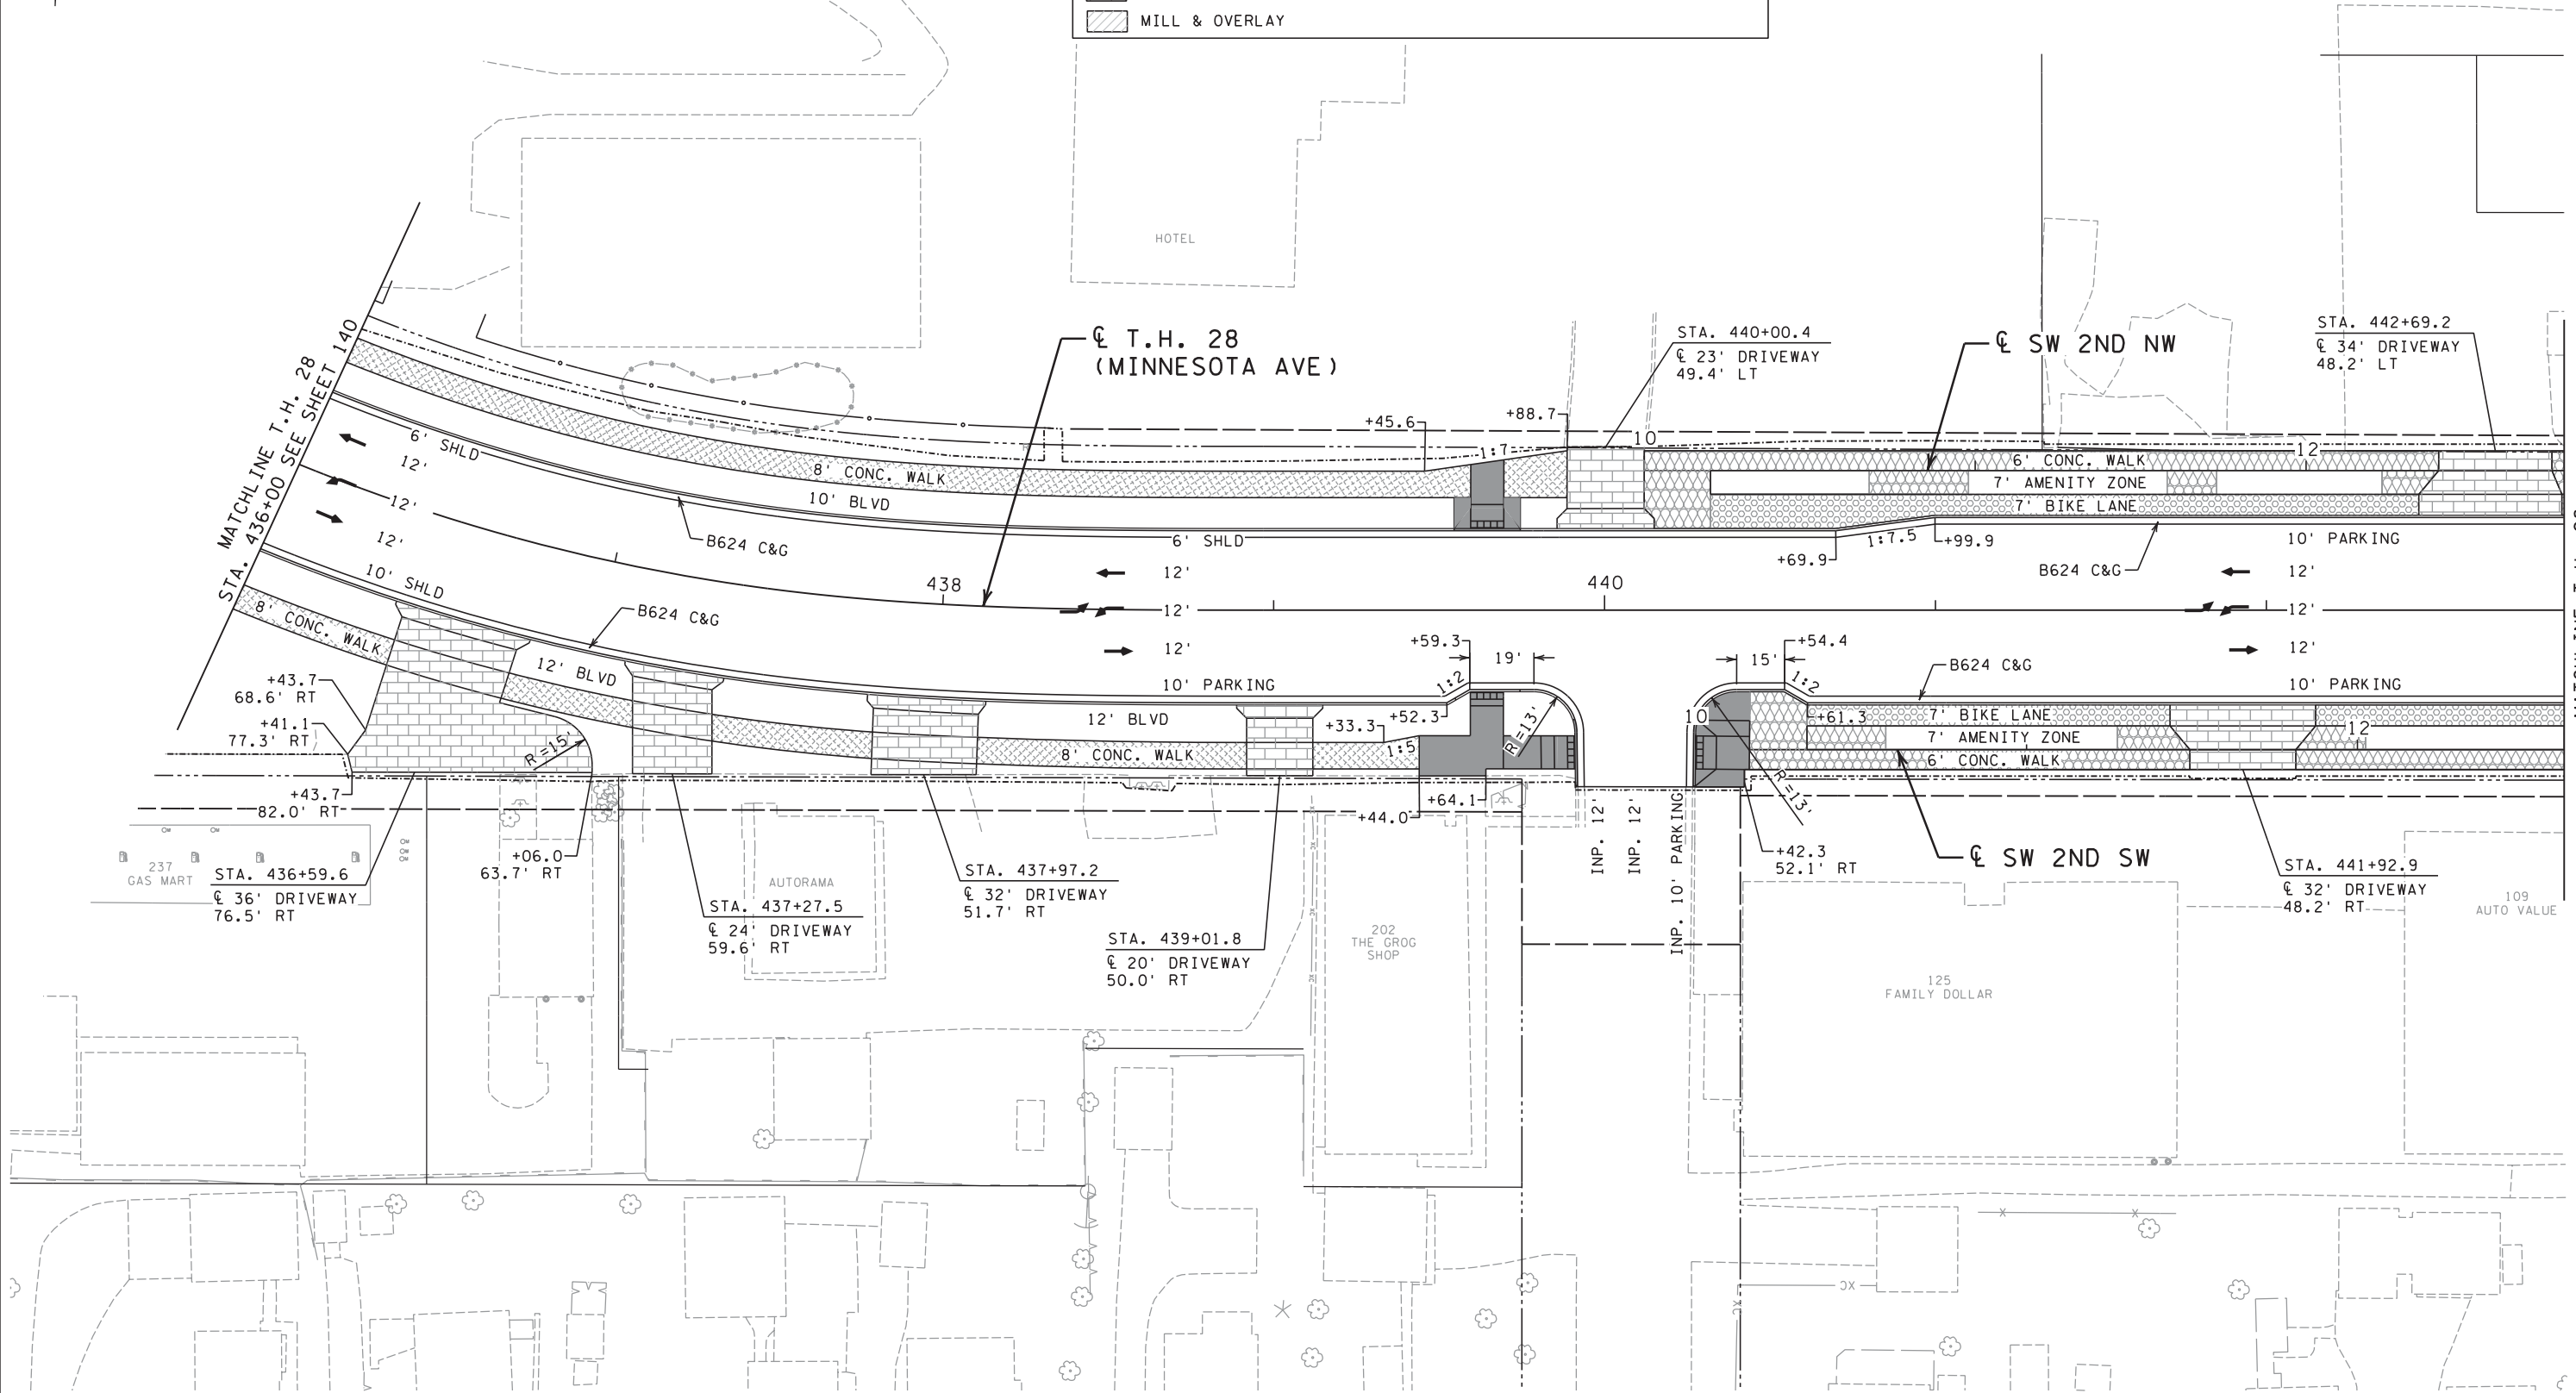 MILL & OVERLAY
HOTEL
MATCHLINE T.H. 28
STA. 436+00 SEE SHEET 140
℄ T.H. 28
(MINNESOTA AVE)
STA. 440+00.4
℄ 23' DRIVEWAY
49.4' LT
℄ SW 2ND NW
STA. 442+69.2
℄ 34' DRIVEWAY
48.2' LT
+45.6
+88.7
1:7
10
12
6' SHLD
12'
12'
12'
10' SHLD
8' CONC. WALK
10' BLVD
B624 C&G
6' SHLD
6' CONC. WALK
7' AMENITY ZONE
7' BIKE LANE
+69.9
1:7.5
+99.9
B624 C&G
10' PARKING
438
440
12'
12'
12'
12'
12'
12'
8' CONC. WALK
B624 C&G
12' BLVD
10' PARKING
12' BLVD
8' CONC. WALK
+59.3
19'
1:2
+52.3
+33.3
1:5
R=13'
15'
+54.4
1:2
+61.3
10
B624 C&G
10' PARKING
7' BIKE LANE
7' AMENITY ZONE
6' CONC. WALK
12
+43.7
68.6' RT
+41.1
77.3' RT
+43.7
82.0' RT
R=15'
+06.0
63.7' RT
+64.1
+44.0
R=13'
+42.3
52.1' RT
INP. 12'
INP. 12'
INP. 10' PARKING
℄ SW 2ND SW
237
GAS MART
STA. 436+59.6
℄ 36' DRIVEWAY
76.5' RT
AUTORAMA
STA. 437+27.5
℄ 24' DRIVEWAY
59.6' RT
STA. 437+97.2
℄ 32' DRIVEWAY
51.7' RT
STA. 439+01.8
℄ 20' DRIVEWAY
50.0' RT
202
THE GROG
SHOP
125
FAMILY DOLLAR
STA. 441+92.9
℄ 32' DRIVEWAY
48.2' RT
109
AUTO VALUE